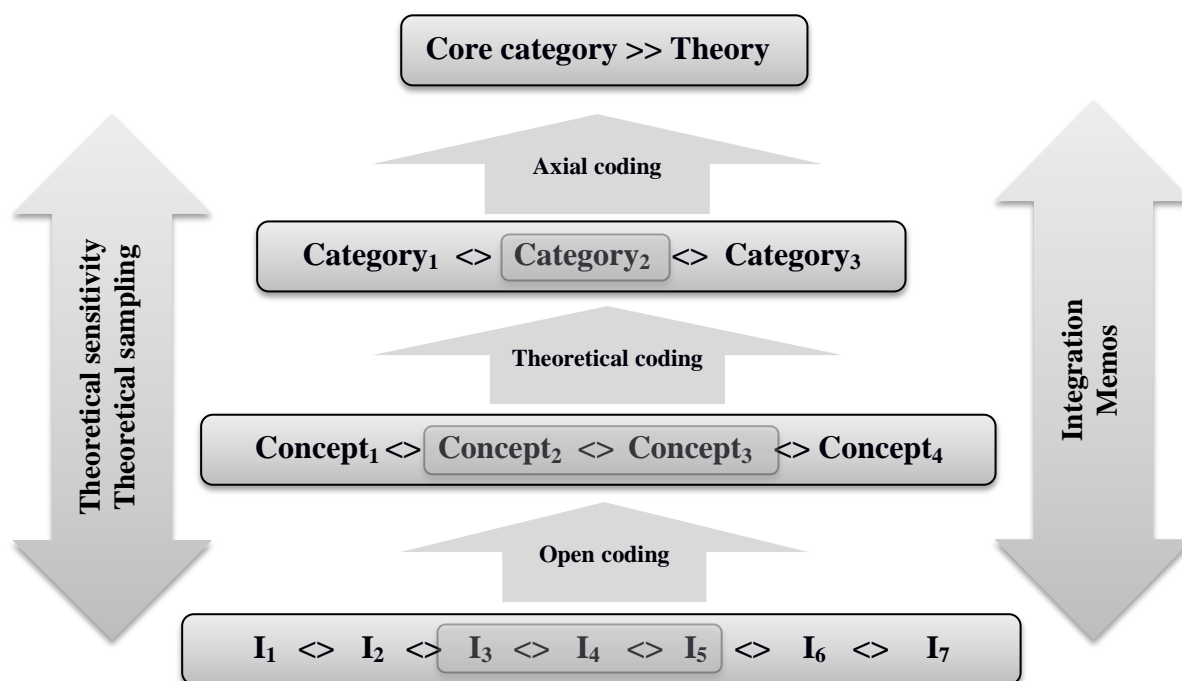 Core category >> Theory
Axial coding
Category₁ <> Category₂ <> Category₃
Theoretical coding
Concept₁ <> Concept₂ <> Concept₃ <> Concept₄
Open coding
I₁ <> I₂ <> I₃ <> I₄ <> I₅ <> I₆ <> I₇
Theoretical sensitivity
Theoretical sampling
Integration
Memos